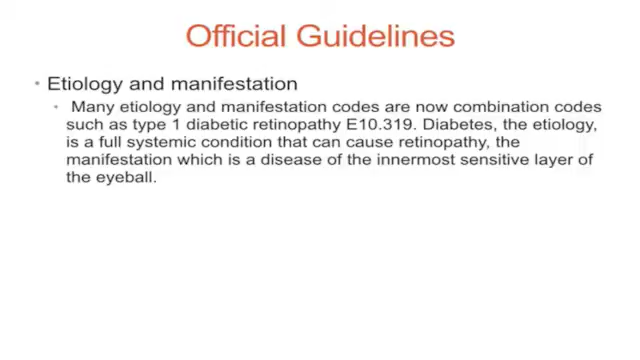 Official Guidelines
• Etiology and manifestation
• Many etiology and manifestation codes are now combination codes
such as type 1 diabetic retinopathy E10.319. Diabetes, the etiology,
is a full systemic condition that can cause retinopathy, the
manifestation which is a disease of the innermost sensitive layer of
the eyeball.